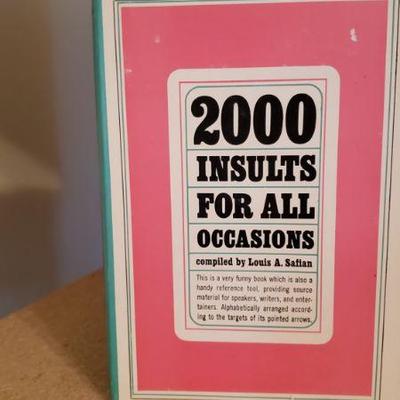 2000
INSULTS
FOR ALL
OCCASIONS
compiled by Louis A. Safian
This is a very funny book which is also a
handy reference tool, providing source
material for speakers, writers, and enter-
tainers. Alphabetically arranged accord-
ing to the targets of its pointed arrows.